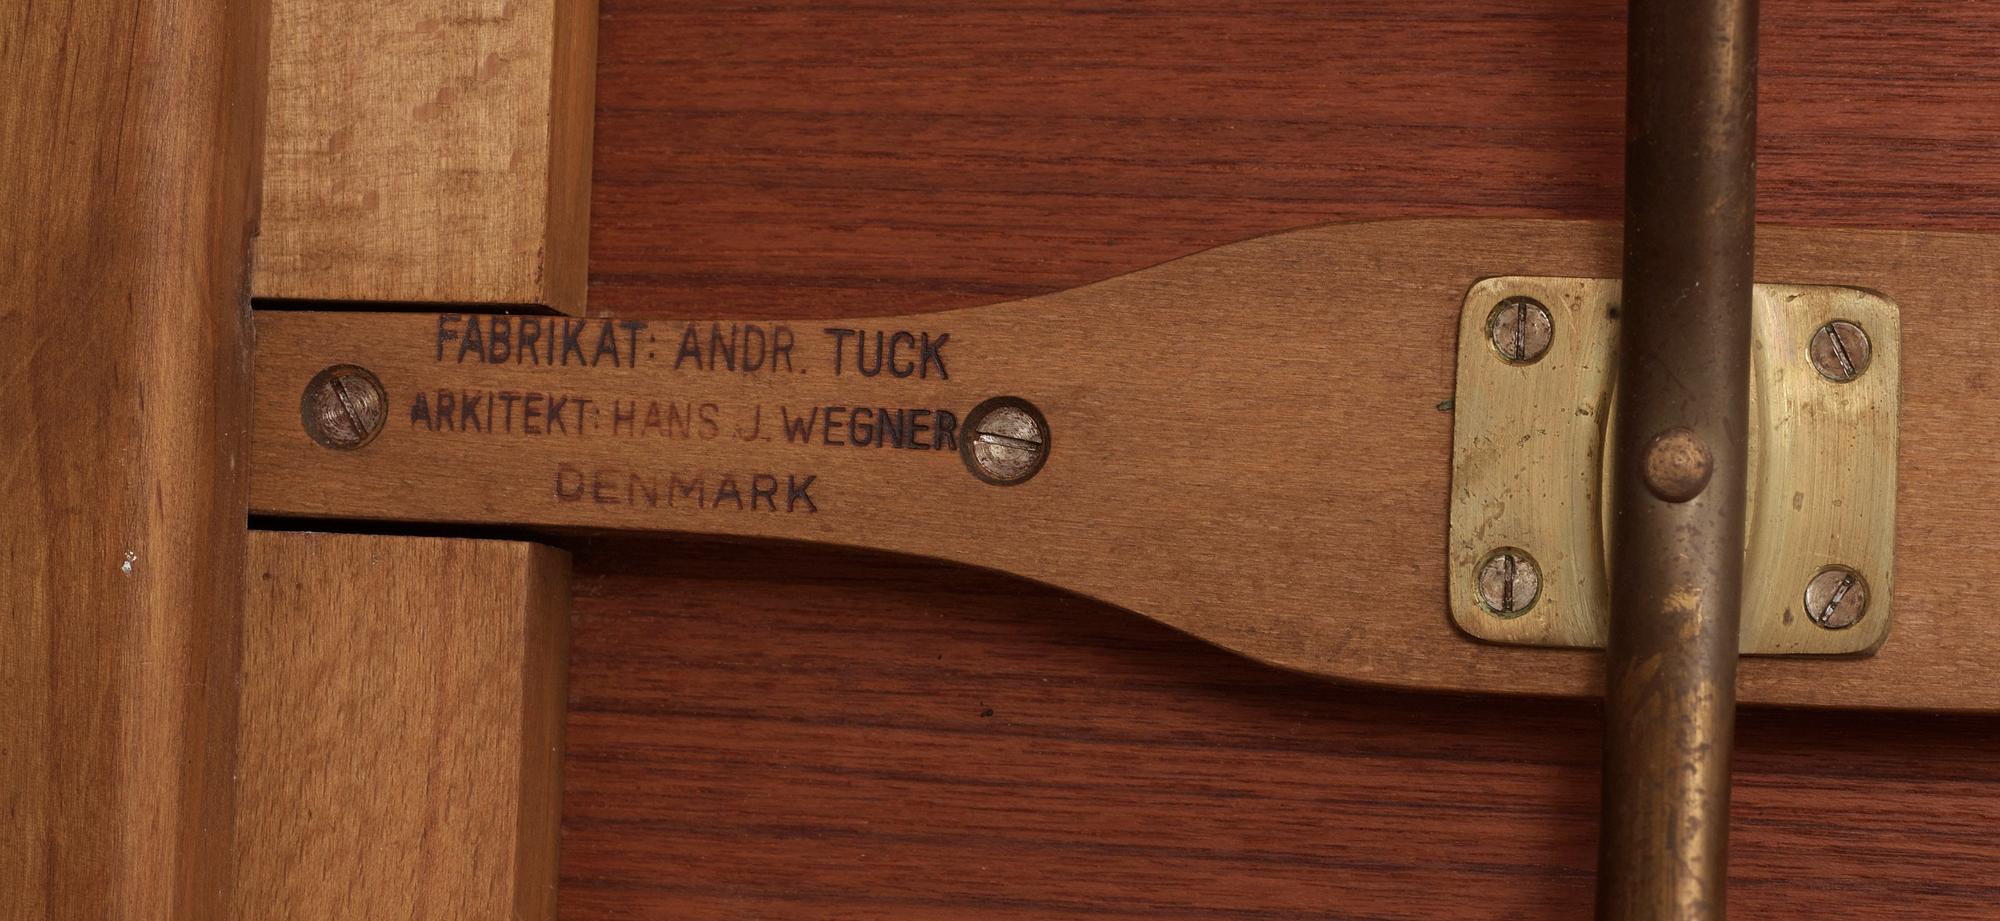 FABRIKAT: ANDR. TUCK
ARKITEKT: HANS J. WEGNER
DENMARK